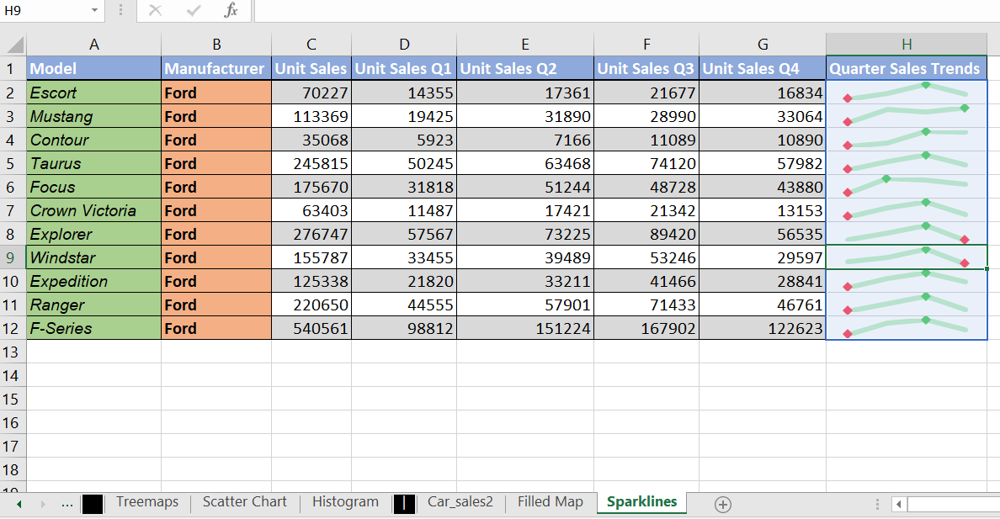 H9 fx
A B C D E F G H
1 Model Manufacturer Unit Sales Unit Sales Q1 Unit Sales Q2 Unit Sales Q3 Unit Sales Q4 Quarter Sales Trends
2 Escort Ford 70227 14355 17361 21677 16834
3 Mustang Ford 113369 19425 31890 28990 33064
4 Contour Ford 35068 5923 7166 11089 10890
5 Taurus Ford 245815 50245 63468 74120 57982
6 Focus Ford 175670 31818 51244 48728 43880
7 Crown Victoria Ford 63403 11487 17421 21342 13153
8 Explorer Ford 276747 57567 73225 89420 56535
9 Windstar Ford 155787 33455 39489 53246 29597
10 Expedition Ford 125338 21820 33211 41466 28841
11 Ranger Ford 220650 44555 57901 71433 46761
12 F-Series Ford 540561 98812 151224 167902 122623
13
14
15
16
17
18
19
... Treemaps Scatter Chart Histogram Car_sales2 Filled Map Sparklines